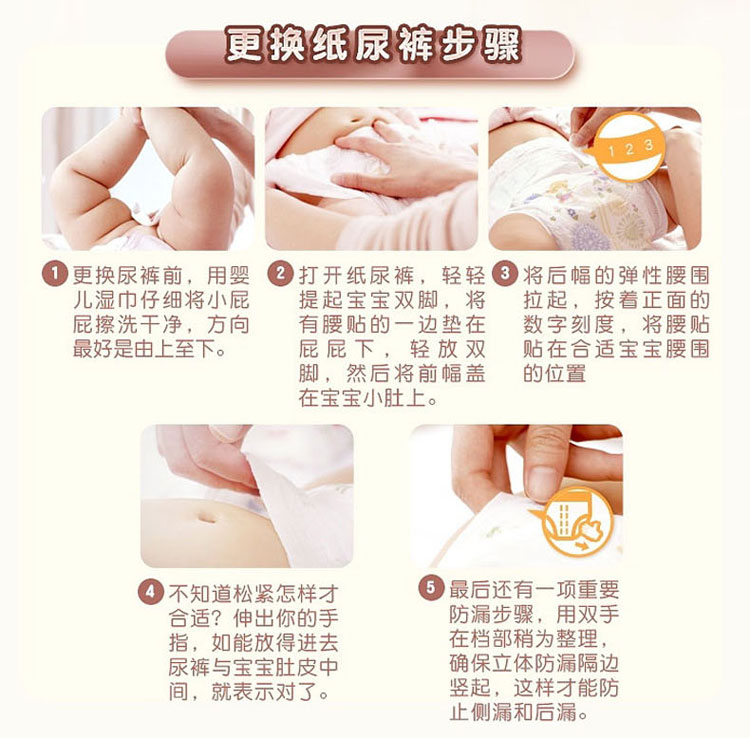 更换纸尿裤步骤
1 2 3
1 更换尿裤前，用婴
儿湿巾仔细将小屁
屁擦洗干净，方向
最好是由上至下。
2 打开纸尿裤，轻轻
提起宝宝双脚，将
有腰贴的一边垫在
屁屁下，轻放双
脚，然后将前幅盖
在宝宝小肚上。
3 将后幅的弹性腰围
拉起，按着正面的
数字刻度，将腰贴
贴在合适宝宝腰围
的位置
4 不知道松紧怎样才
合适？伸出你的手
指，如能放得进去
尿裤与宝宝肚皮中
间，就表示对了。
5 最后还有一项重要
防漏步骤，用双手
在档部稍为整理，
确保立体防漏隔边
竖起，这样才能防
止侧漏和后漏。